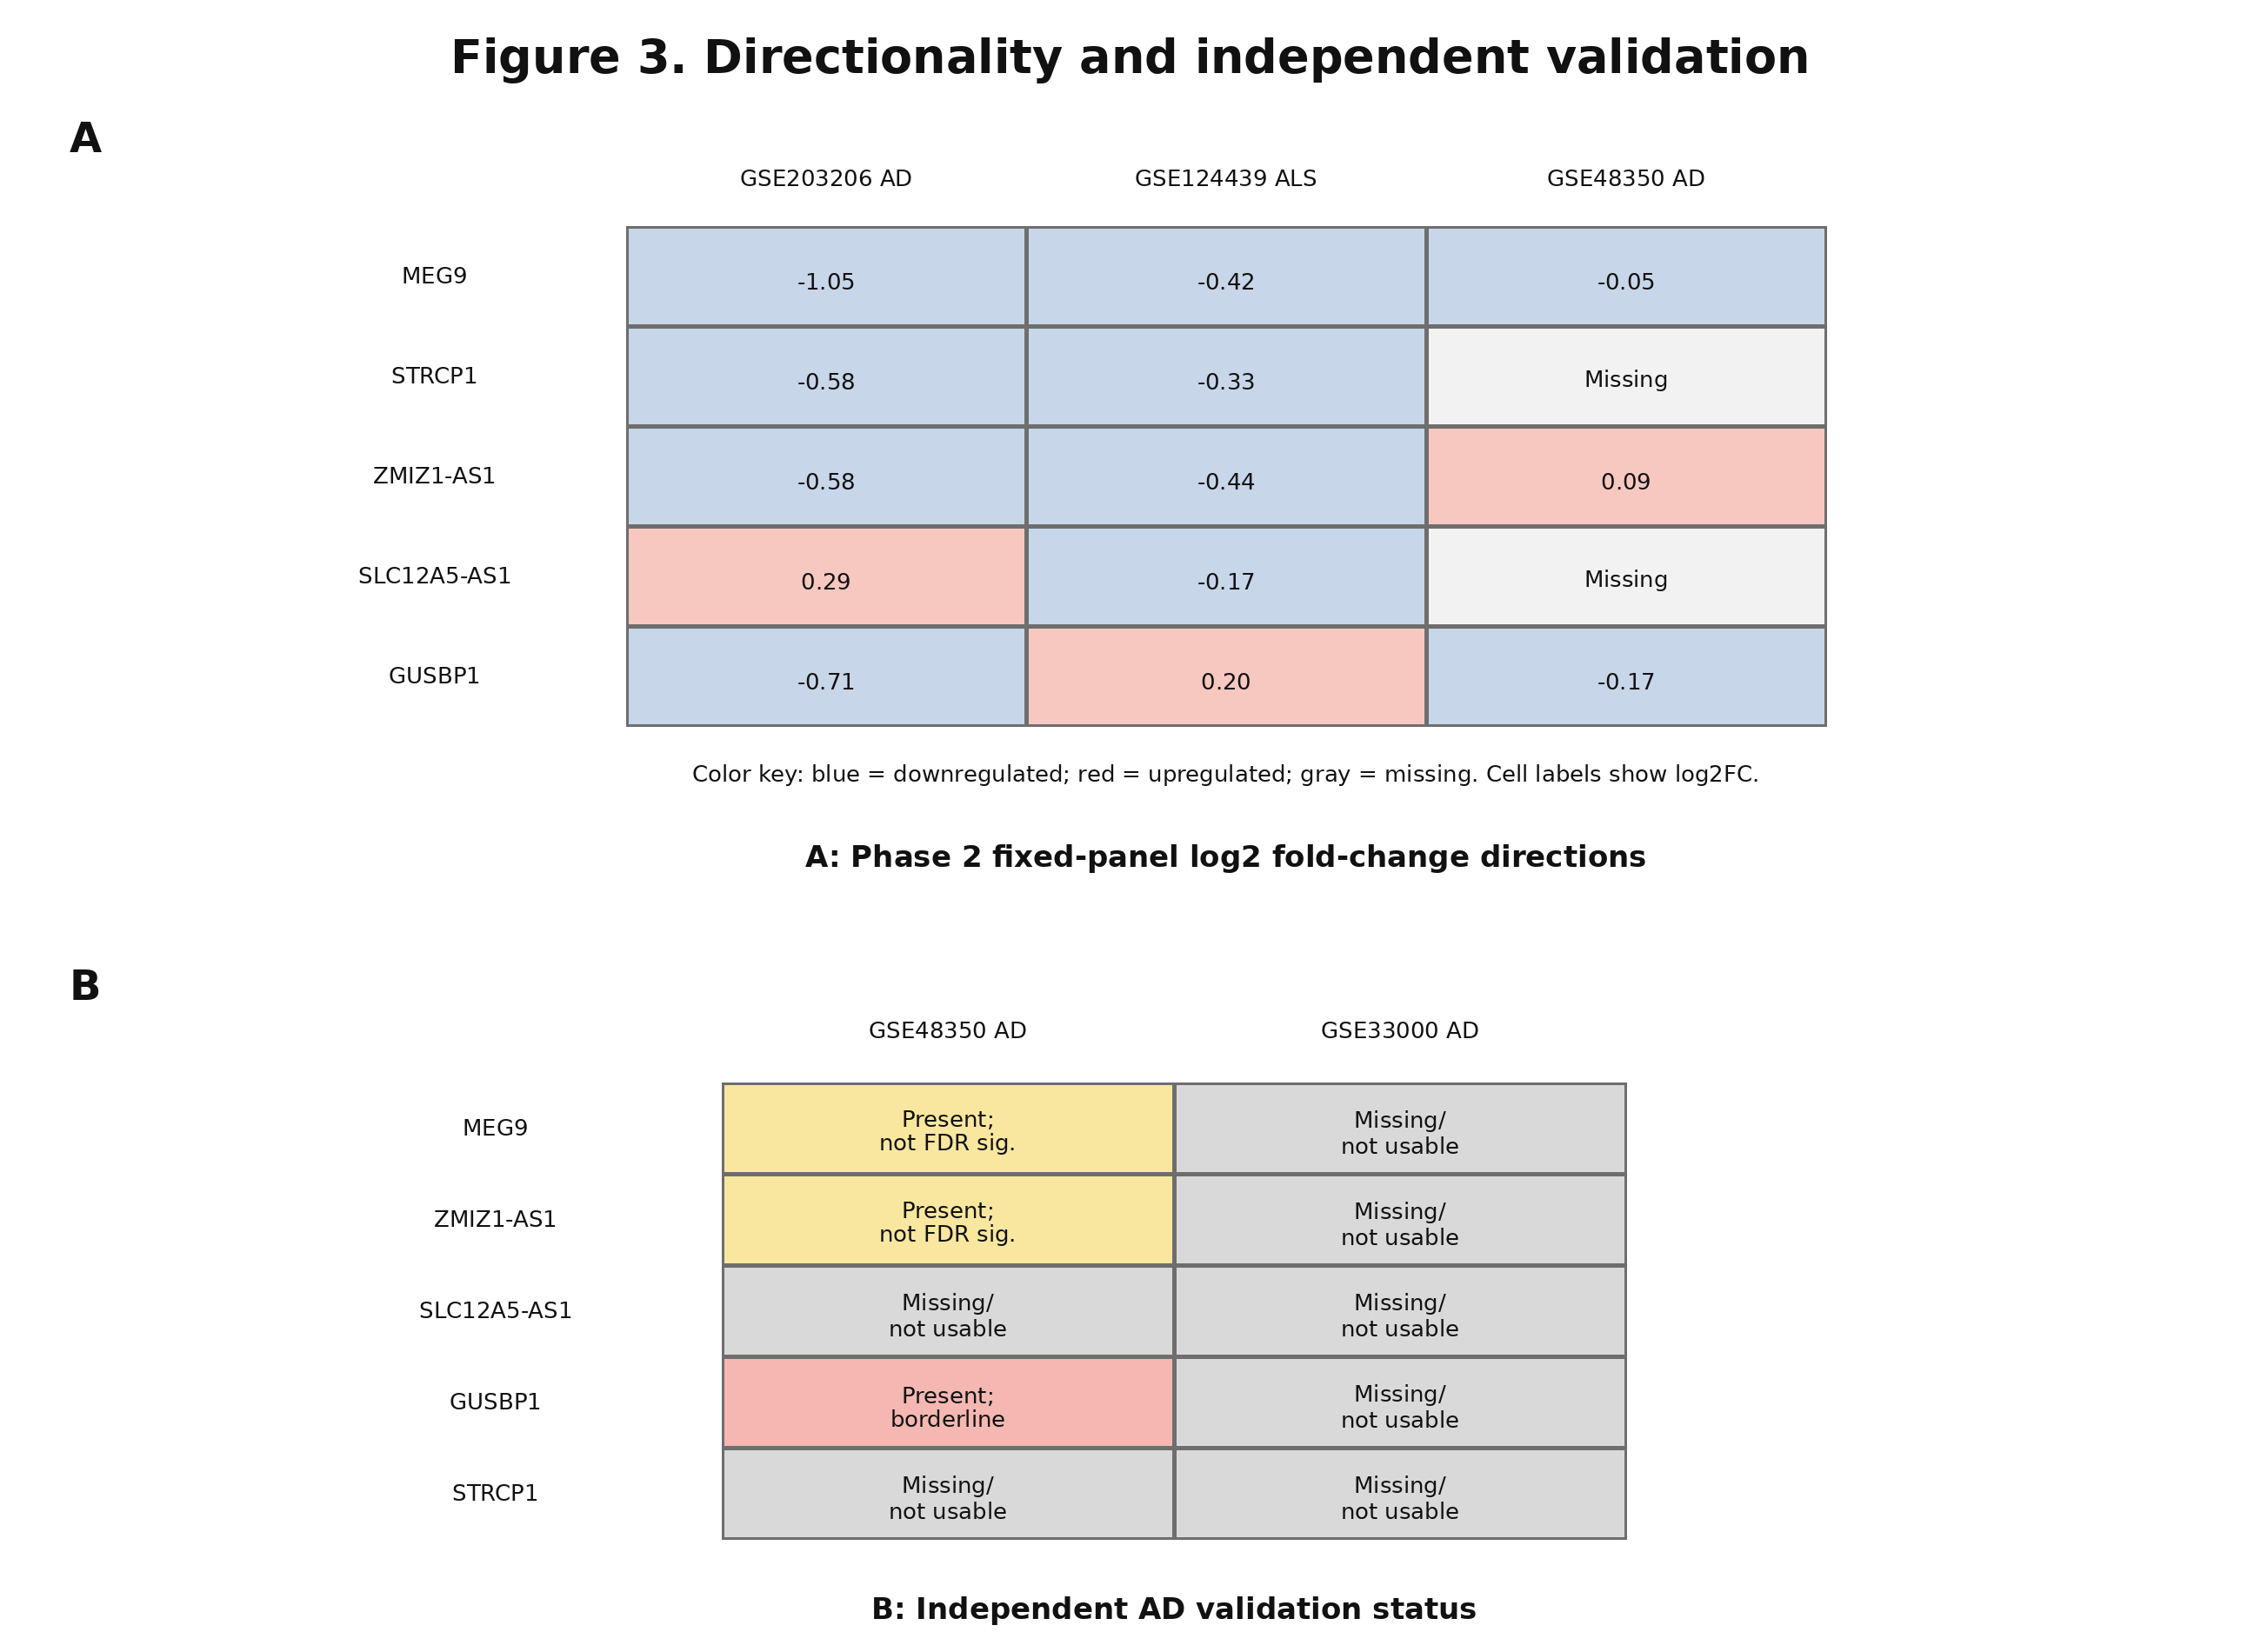 Figure 3. Directionality and independent validation
A
GSE203206 AD GSE124439 ALS GSE48350 AD
MEG9 -1.05 -0.42 -0.05
STRCP1 -0.58 -0.33 Missing
ZMIZ1-AS1 -0.58 -0.44 0.09
SLC12A5-AS1 0.29 -0.17 Missing
GUSBP1 -0.71 0.20 -0.17
Color key: blue = downregulated; red = upregulated; gray = missing. Cell labels show log2FC.
A: Phase 2 fixed-panel log2 fold-change directions
B
GSE48350 AD GSE33000 AD
MEG9
Present;
not FDR sig.
Missing/
not usable
ZMIZ1-AS1
Present;
not FDR sig.
Missing/
not usable
SLC12A5-AS1
Missing/
not usable
Missing/
not usable
GUSBP1
Present;
borderline
Missing/
not usable
STRCP1
Missing/
not usable
Missing/
not usable
B: Independent AD validation status